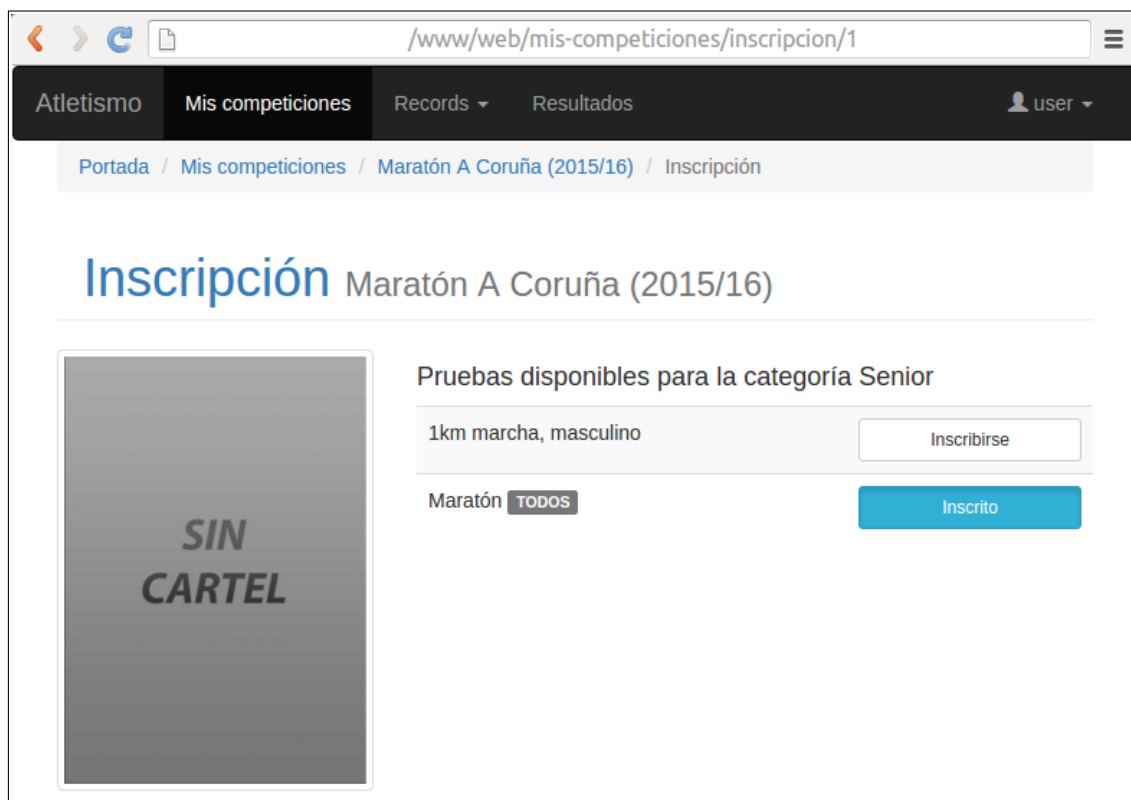 /www/web/mis-competiciones/inscripcion/1
Atletismo Mis competiciones Records Resultados user
Portada / Mis competiciones / Maratón A Coruña (2015/16) / Inscripción
Inscripción Maratón A Coruña (2015/16)
SIN
CARTEL
Pruebas disponibles para la categoría Senior
1km marcha, masculino Inscribirse
Maratón TODOS Inscrito